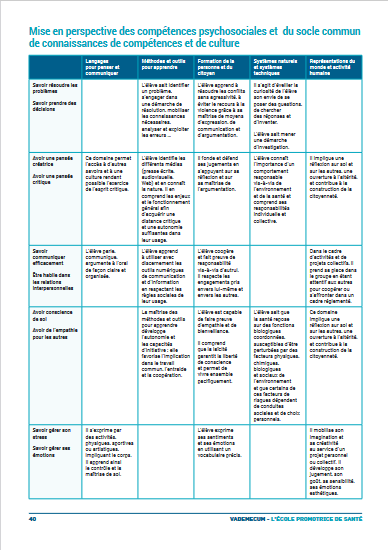 Mise en perspective des compétences psychosociales et du socle commun
de connaissances de compétences et de culture
Langages
pour penser et
communiquer
Méthodes et outils
pour apprendre
Formation de la
personne et du
citoyen
Systèmes naturels
et systèmes
techniques
Représentations du
monde et activité
humaine
Savoir résoudre les
problèmes
Savoir prendre des
décisions
L'élève sait identifier
un problème,
s'engager dans
une démarche de
résolution, mobiliser
les connaissances
nécessaires,
analyser et exploiter
les erreurs ...
L'élève apprend à
résoudre les conflits
sans agressivité, à
éviter le recours à la
violence grâce à sa
maîtrise de moyens
d'expression, de
communication et
d'argumentation.
Il s'agit d'éveiller la
curiosité de l'élève
son envie de se
poser des questions,
de chercher
des réponses et
d'inventer.
L'élève sait mener
une démarche
d'investigation.
Avoir une pensée
créatrice
Avoir une pensée
critique
Ce domaine permet
l'accès à d'autres
savoirs et à une
culture rendant
possible l'exercice
de l'esprit critique.
L'élève identifie les
différents médias
(presse écrite,
audiovisuelle,
Web) et en connaît
la nature. Il en
comprend les enjeux
et le fonctionnement
général afin
d'acquérir une
distance critique
et une autonomie
suffisantes dans
leur usage.
Il fonde et défend
ses jugements en
s'appuyant sur sa
réflexion et sur
sa maîtrise de
l'argumentation.
L'élève connaît
l'importance d'un
comportement
responsable
vis-à-vis de
l'environnement
et de la santé et
comprend ses
responsabilités
individuelle et
collective.
Il implique une
réflexion sur soi et
sur les autres, une
ouverture à l'altérité,
et contribue à la
construction de la
citoyenneté.
Savoir
communiquer
efficacement
Être habile dans
les relations
interpersonnelles
L'élève parle,
communique,
argumente à l'oral
de façon claire et
organisée.
L'élève apprend
à utiliser avec
discernement les
outils numériques
de communication
et d'information
en respectant les
règles sociales de
leur usage.
L'élève coopère
et fait preuve de
responsabilité
vis-à-vis d'autrui.
Il respecte les
engagements pris
envers lui-même et
envers les autres.
Dans le cadre
d'activités et de
projets collectifs, il
prend sa place dans
le groupe en étant
attentif aux autres
pour coopérer ou
s'affronter dans un
cadre réglementé.
Avoir conscience
de soi
Avoir de l'empathie
pour les autres
La maîtrise des
méthodes et outils
pour apprendre
développe
l'autonomie et
les capacités
d'initiative ; elle
favorise l'implication
dans le travail
commun, l'entraide
et la coopération.
L'élève est capable
de faire preuve
d'empathie et de
bienveillance.
Il comprend
que la laïcité
garantit la liberté
de conscience
et permet de
vivre ensemble
pacifiquement.
L'élève sait que
la santé repose
sur des fonctions
biologiques
coordonnées,
susceptibles d'être
perturbées par des
facteurs physiques,
chimiques,
biologiques
et sociaux de
l'environnement
et que certains de
ces facteurs de
risques dépendent
de conduites
sociales et de choix
personnels.
Ce domaine
implique une
réflexion sur soi et
sur les autres, une
ouverture à l'altérité,
et contribue à la
construction de la
citoyenneté.
Savoir gérer son
stress
Savoir gérer ses
émotions
Il s'exprime par
des activités,
physiques, sportives
ou artistiques,
impliquant le corps.
Il apprend ainsi
le contrôle et la
maîtrise de soi.
L'élève exprime
ses sentiments
et ses émotions
en utilisant un
vocabulaire précis.
Il mobilise son
imagination et
sa créativité
au service d'un
projet personnel
ou collectif. Il
développe son
jugement, son
goût, sa sensibilité,
ses émotions
esthétiques.
40
VADEMECUM - L'ÉCOLE PROMOTRICE DE SANTÉ